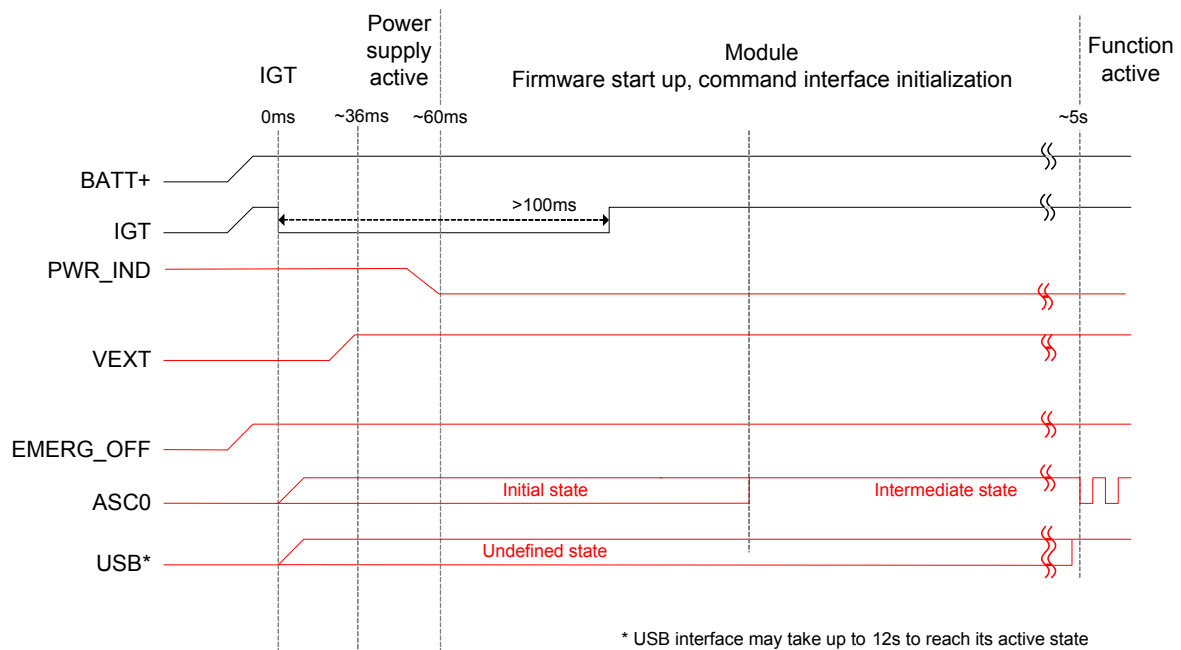 Power
supply
active
IGT
Module
Firmware start up, command interface initialization
Function
active
0ms
~36ms
~60ms
~5s
BATT+
>100ms
IGT
PWR_IND
VEXT
EMERG_OFF
ASC0
Initial state
Intermediate state
USB*
Undefined state
* USB interface may take up to 12s to reach its active state